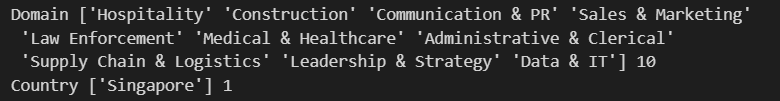 Domain ['Hospitality' 'Construction' 'Communication & PR' 'Sales & Marketing'
'Law Enforcement' 'Medical & Healthcare' 'Administrative & Clerical'
'Supply Chain & Logistics' 'Leadership & Strategy' 'Data & IT'] 10
Country ['Singapore'] 1